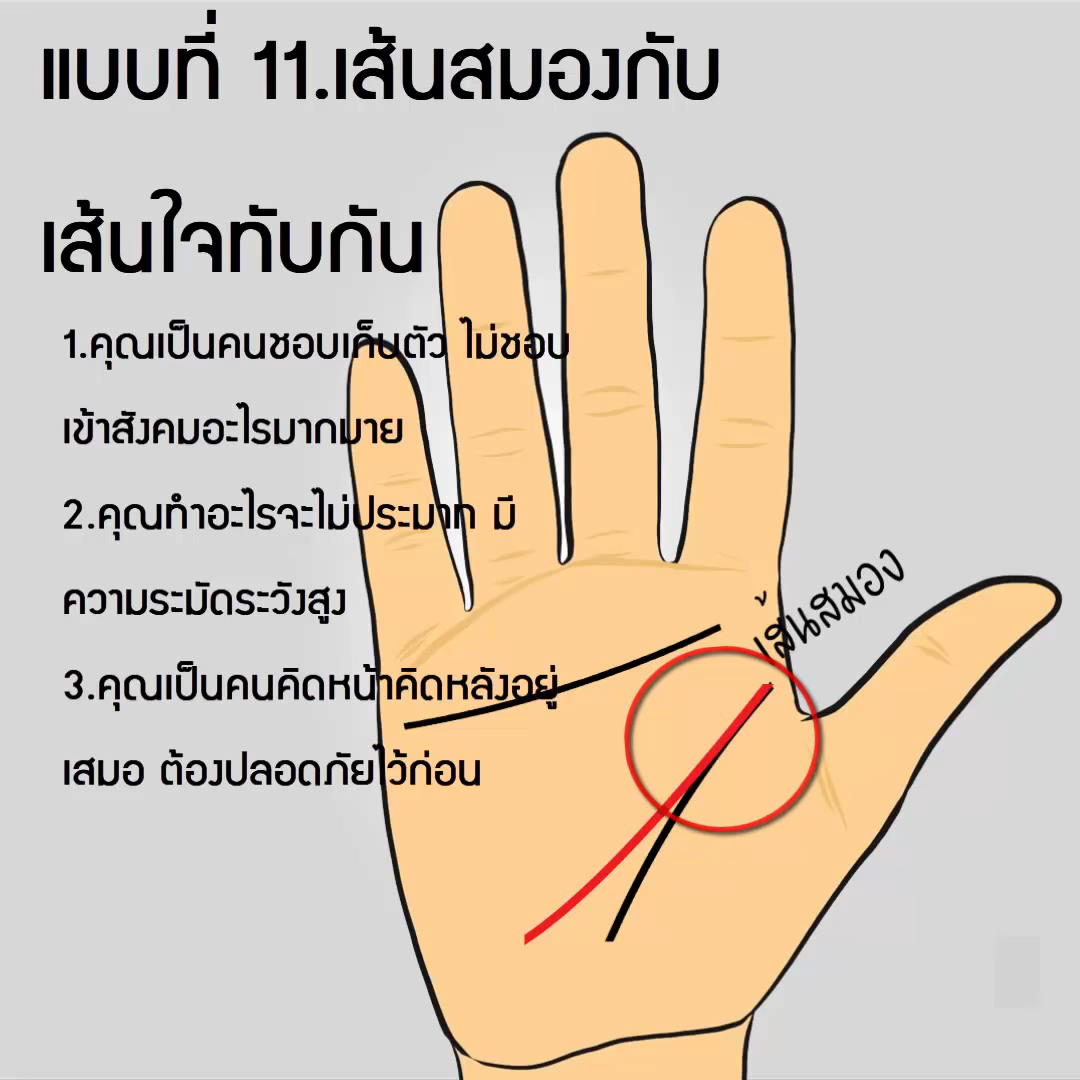 แบบที่ 11.เส้นสมองกับ
เส้นใจทับกัน
1.คุณเป็นคนชอบเก็บตัว ไม่ชอบ
เข้าสังคมอะไรมากมาย
2.คุณทำอะไรจะไม่ประมาท มี
ความระมัดระวังสูง
3.คุณเป็นคนคิดหน้าคิดหลังอยู่
เสมอ ต้องปลอดภัยไว้ก่อน
เส้นสมอง